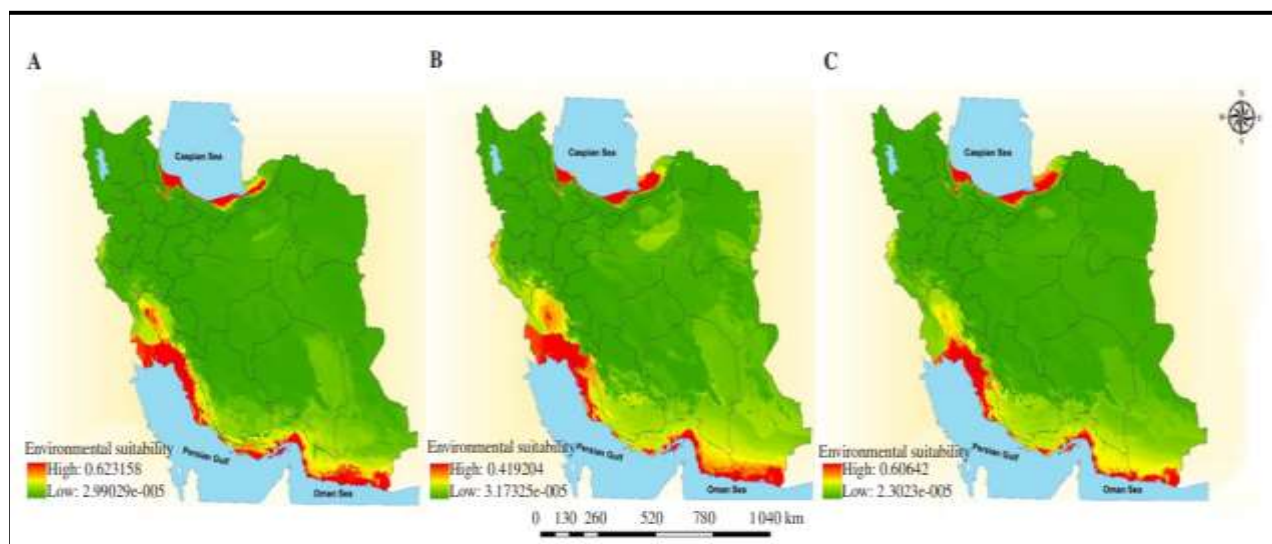 A
B
C
N
W E
S
Caspian Sea
Caspian Sea
Caspian Sea
Environmental suitability
High: 0.623158
Low: 2.99029e-005
Persian Gulf
Oman Sea
Environmental suitability
High: 0.419204
Low: 3.17325e-005
Persian Gulf
Oman Sea
Environmental suitability
High: 0.60642
Low: 2.3023e-005
Persian Gulf
Oman Sea
0 130 260 520 780 1040 km